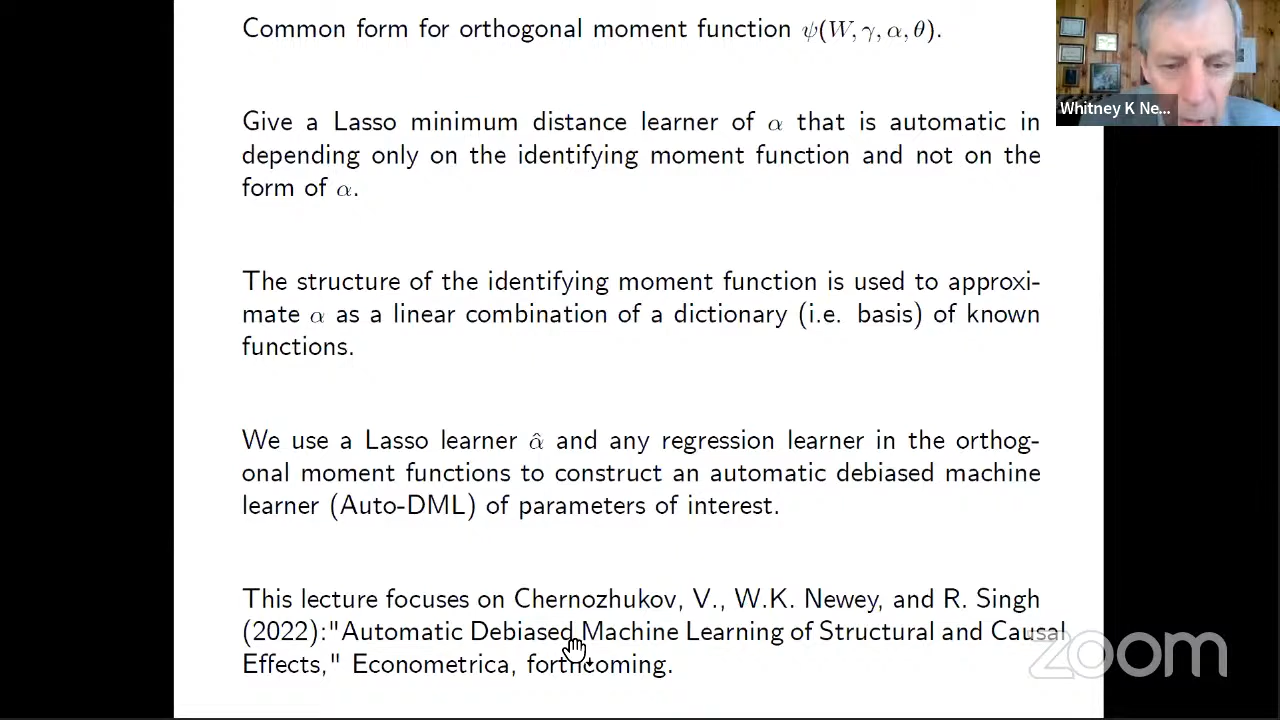 Common form for orthogonal moment function ψ(W, γ, α, θ).
Whitney K Ne...
Give a Lasso minimum distance learner of α that is automatic in
depending only on the identifying moment function and not on the
form of α.
The structure of the identifying moment function is used to approxi-
mate α as a linear combination of a dictionary (i.e. basis) of known
functions.
We use a Lasso learner α̂ and any regression learner in the orthog-
onal moment functions to construct an automatic debiased machine
learner (Auto-DML) of parameters of interest.
This lecture focuses on Chernozhukov, V., W.K. Newey, and R. Singh
(2022):"Automatic Debiased Machine Learning of Structural and Causal
Effects," Econometrica, forthcoming.
zoom